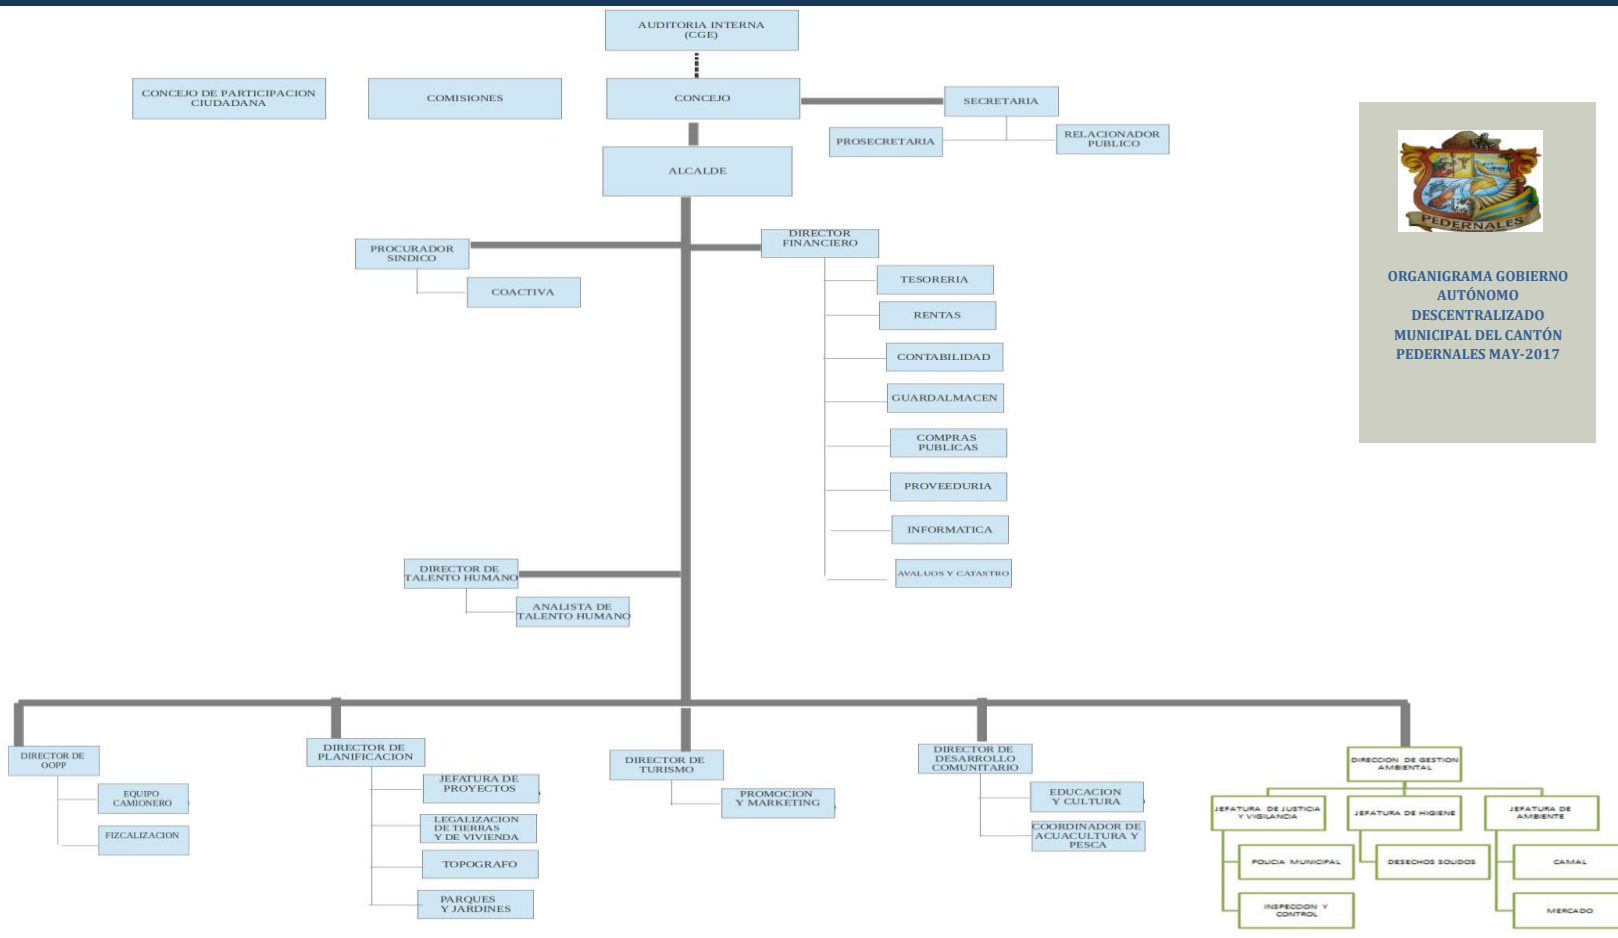 AUDITORIA INTERNA
(CGE)
CONCEJO DE PARTICIPACION
CIUDADANA
COMISIONES
CONCEJO
SECRETARIA
PROSECRETARIA
RELACIONADOR
PUBLICO
ALCALDE
PEDERNALES
ORGANIGRAMA GOBIERNO
AUTÓNOMO
DESCENTRALIZADO
MUNICIPAL DEL CANTÓN
PEDERNALES MAY-2017
PROCURADOR
SINDICO
COACTIVA
DIRECTOR
FINANCIERO
TESORERIA
RENTAS
CONTABILIDAD
GUARDALMACEN
COMPRAS
PUBLICAS
PROVEEDURIA
INFORMATICA
AVALUOS Y CATASTRO
DIRECTOR DE
TALENTO HUMANO
ANALISTA DE
TALENTO HUMANO
DIRECTOR DE
OOPP
EQUIPO
CAMIONERO
FIZCALIZACION
DIRECTOR DE
PLANIFICACION
JEFATURA DE
PROYECTOS
LEGALIZACION
DE TIERRAS
Y DE VIVIENDA
TOPOGRAFO
PARQUES
Y JARDINES
DIRECTOR DE
TURISMO
PROMOCION
Y MARKETING
DIRECTOR DE
DESARROLLO
COMUNITARIO
EDUCACION
Y CULTURA
COORDINADOR DE
ACUACULTURA Y
PESCA
DIRECCION DE GESTION
AMBIENTAL
JEFATURA DE JUSTICIA
Y VIGILANCIA
POLICIA MUNICIPAL
INSPECCION Y
CONTROL
JEFATURA DE HIGIENE
DESECHOS SOLIDOS
JEFATURA DE
AMBIENTE
CAMAL
MERCADO